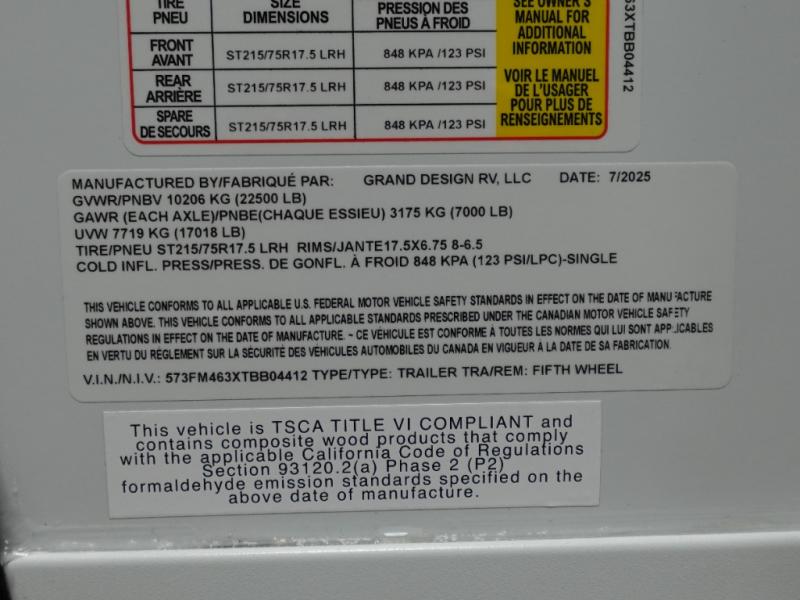 TIRE SIZE PRESSION DES SEE OWNER'S
PNEU DIMENSIONS PNEUS À FROID MANUAL FOR
ADDITIONAL
INFORMATION
FRONT
AVANT ST215/75R17.5 LRH 848 KPA /123 PSI
REAR
ARRIÈRE ST215/75R17.5 LRH 848 KPA /123 PSI
SPARE
DE SECOURS ST215/75R17.5 LRH 848 KPA /123 PSI
VOIR LE MANUEL
DE L'USAGER
POUR PLUS DE
RENSEIGNEMENTS
63XTBB04412
MANUFACTURED BY/FABRIQUÉ PAR: GRAND DESIGN RV, LLC DATE: 7/2025
GVWR/PNBV 10206 KG (22500 LB)
GAWR (EACH AXLE)/PNBE(CHAQUE ESSIEU) 3175 KG (7000 LB)
UVW 7719 KG (17018 LB)
TIRE/PNEU ST215/75R17.5 LRH RIMS/JANTE17.5X6.75 8-6.5
COLD INFL. PRESS/PRESS. DE GONFL. À FROID 848 KPA (123 PSI/LPC)-SINGLE
THIS VEHICLE CONFORMS TO ALL APPLICABLE U.S. FEDERAL MOTOR VEHICLE SAFETY STANDARDS IN EFFECT ON THE DATE OF MANUFACTURE
SHOWN ABOVE. THIS VEHICLE CONFORMS TO ALL APPLICABLE STANDARDS PRESCRIBED UNDER THE CANADIAN MOTOR VEHICLE SAFETY
REGULATIONS IN EFFECT ON THE DATE OF MANUFACTURE. - CE VÉHICULE EST CONFORME À TOUTES LES NORMES QUI LUI SONT APPLICABLES
EN VERTU DU RÈGLEMENT SUR LA SÉCURITÉ DES VÉHICULES AUTOMOBILES DU CANADA EN VIGUEUR À LA DATE DE SA FABRICATION.
V.I.N./N.I.V.: 573FM463XTBB04412 TYPE/TYPE: TRAILER TRA/REM: FIFTH WHEEL
This vehicle is TSCA TITLE VI COMPLIANT and
contains composite wood products that comply
with the applicable California Code of Regulations
Section 93120.2(a) Phase 2 (P2)
formaldehyde emission standards specified on the
above date of manufacture.